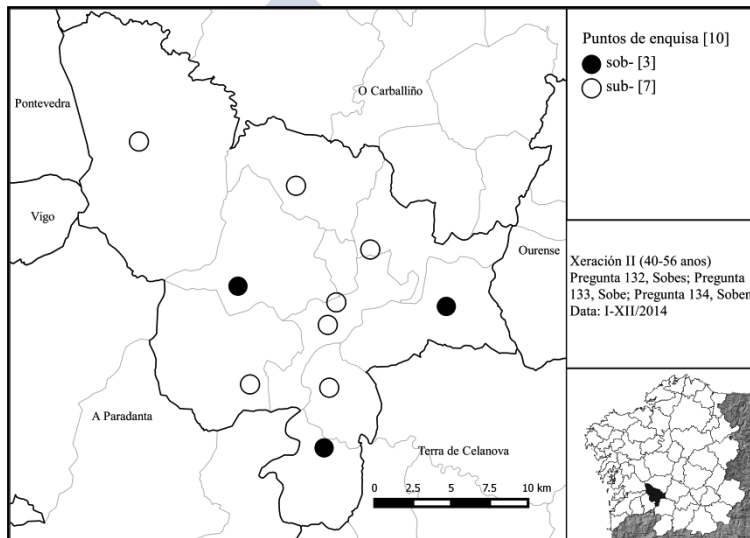 Puntos de enquisa [10]
sob- [3]
sub- [7]
Pontevedra
O Carballiño
Vigo
Ourense
A Paradanta
Terra de Celanova
0 2,5 5 7,5 10 km
Xeración II (40-56 anos)
Pregunta 132, Sobes; Pregunta
133, Sobe; Pregunta 134, Soben
Data: I-XII/2014